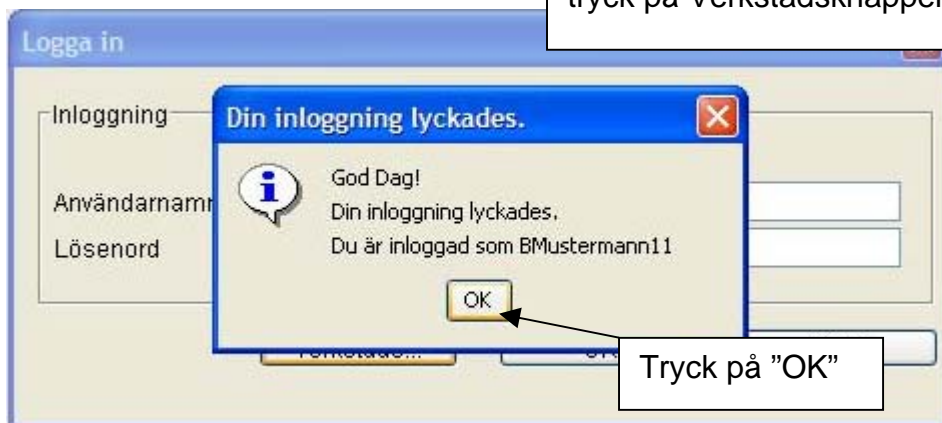 tryck på Verkstadsknappen
Logga in
Inloggning
Din inloggning lyckades.
God Dag!
Din inloggning lyckades.
Du är inloggad som BMustermann11
Användarnamn
Lösenord
OK
Tryck på ”OK”